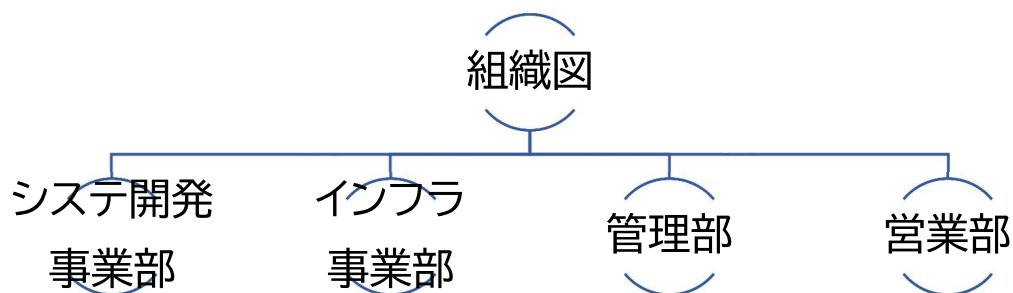 組織図
システ開発
事業部
インフラ
事業部
管理部
営業部